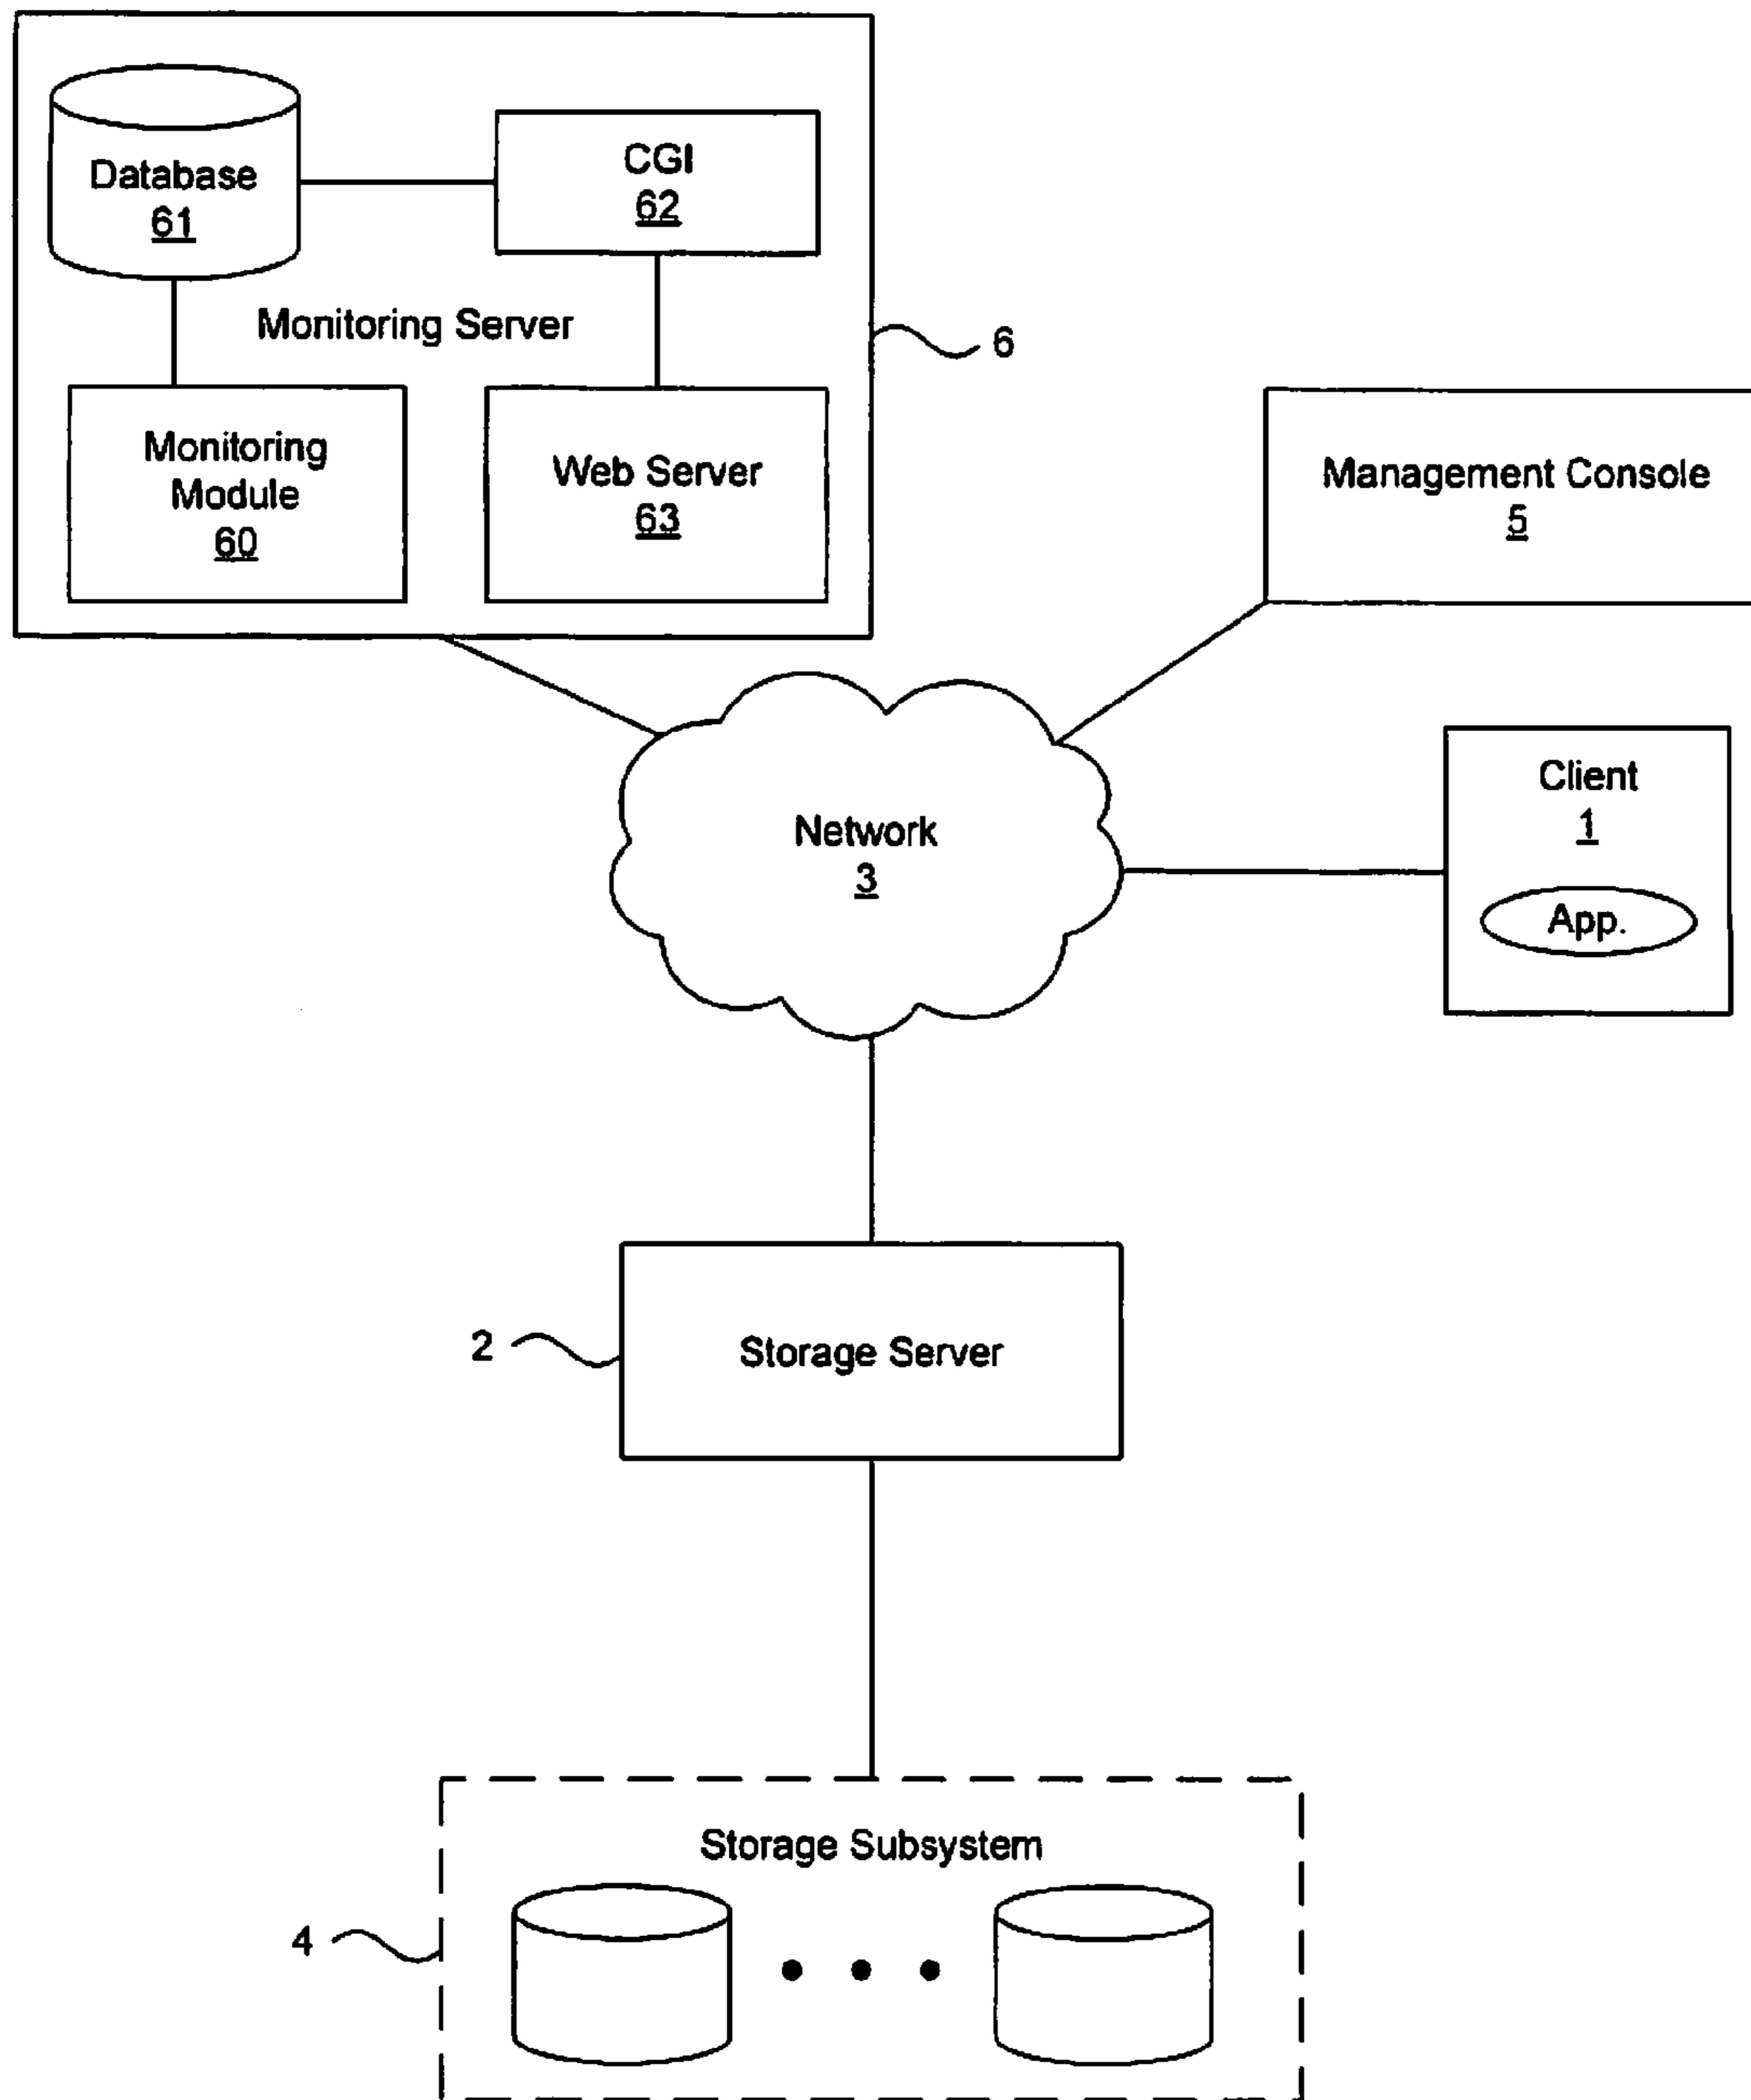 Database
61
CGI
62
Monitoring Server
6
Monitoring
Module
60
Web Server
63
Management Console
5
Client
1
App.
Network
3
2
Storage Server
Storage Subsystem
4